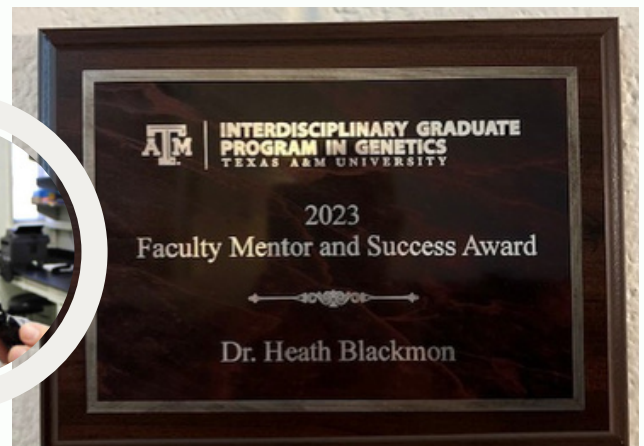 ATM
INTERDISCIPLINARY GRADUATE
PROGRAM IN GENETICS
TEXAS A&M UNIVERSITY
2023
Faculty Mentor and Success Award
Dr. Heath Blackmon